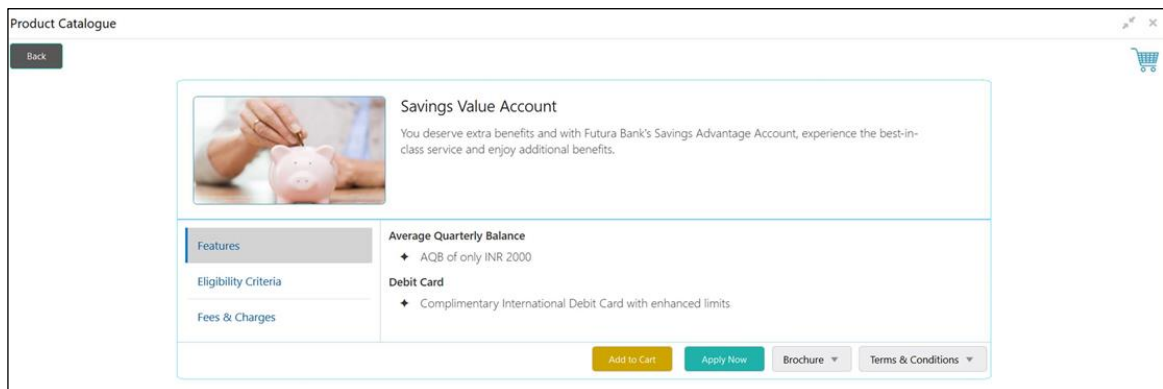 Product Catalogue
Back
Savings Value Account
You deserve extra benefits and with Futura Bank's Savings Advantage Account, experience the best-in-
class service and enjoy additional benefits.
Features
Eligibility Criteria
Fees & Charges
Average Quarterly Balance
AQB of only INR 2000
Debit Card
Complimentary International Debit Card with enhanced limits
Add to Cart
Apply Now
Brochure
Terms & Conditions